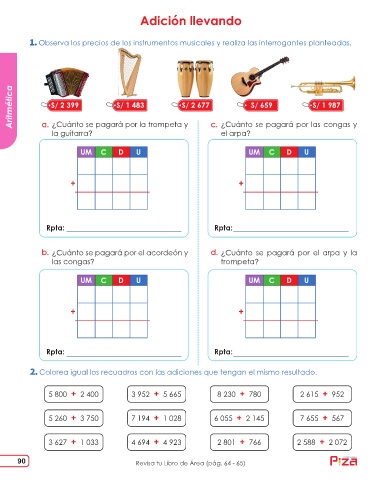 Adición llevando
1. Observa los precios de los instrumentos musicales y realiza las interrogantes planteadas.
Aritmética
S/ 2 399 S/ 1 483 S/ 2 677 S/ 659 S/ 1 987
a. ¿Cuánto se pagará por la trompeta y
la guitarra?
UM C D U
+
Rpta:
c. ¿Cuánto se pagará por las congas y
el arpa?
UM C D U
+
Rpta:
b. ¿Cuánto se pagará por el acordeón y
las congas?
UM C D U
+
Rpta:
d. ¿Cuánto se pagará por el arpa y la
trompeta?
UM C D U
+
Rpta:
2. Colorea igual los recuadros con las adiciones que tengan el mismo resultado.
5 800 + 2 400 3 952 + 5 665 8 230 + 780 2 615 + 952
5 260 + 3 750 7 194 + 1 028 6 055 + 2 145 7 655 + 567
3 627 + 1 033 4 694 + 4 923 2 801 + 766 2 588 + 2 072
90
Revisa tu Libro de Área (pág. 64 - 65)